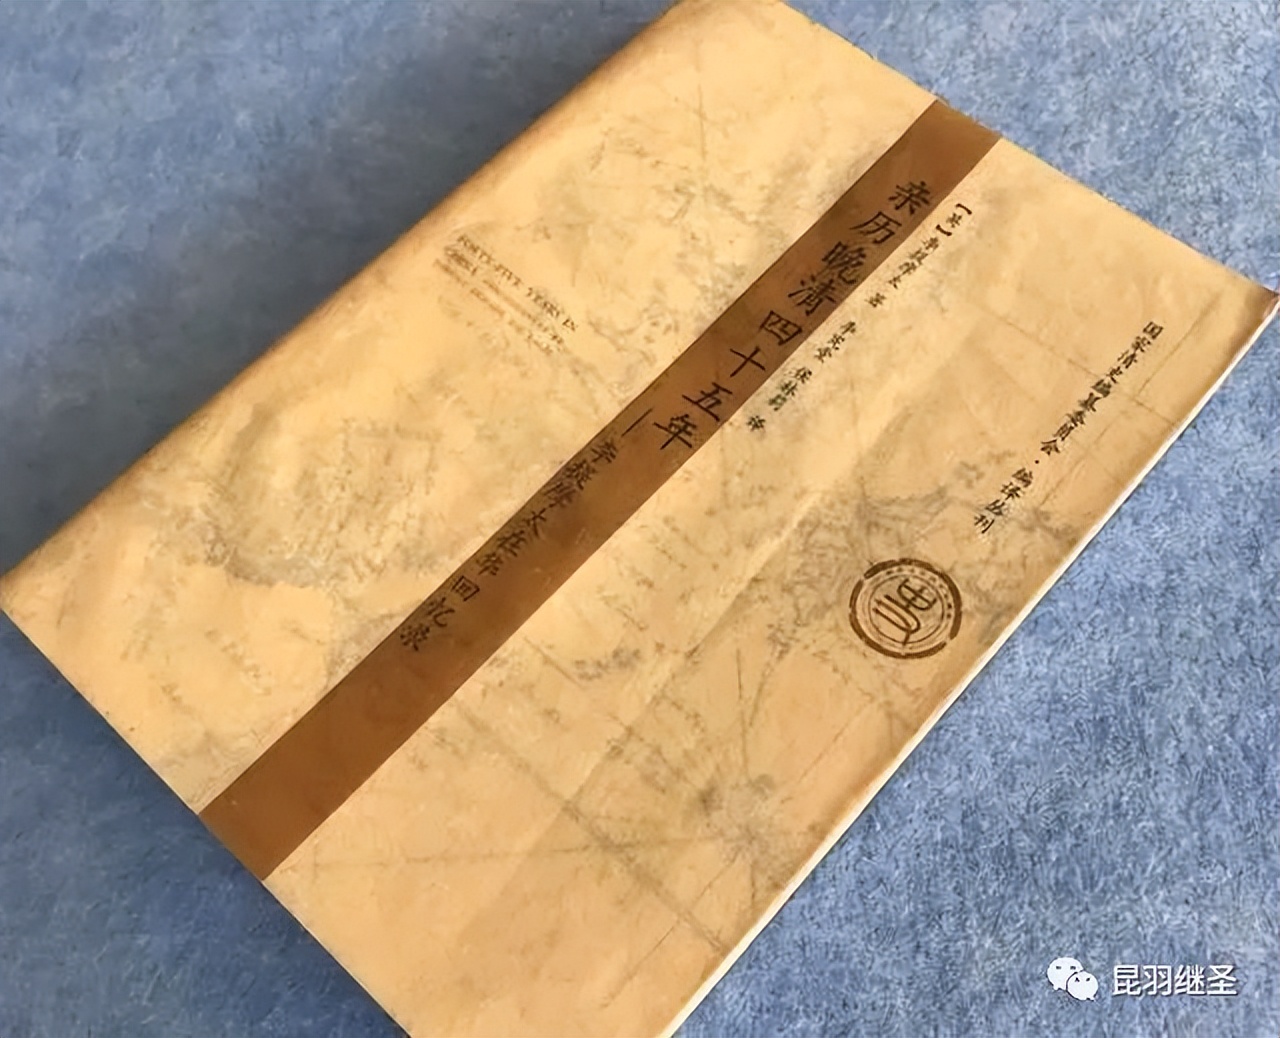 国家清史编纂委员会·编译丛刊
【英】李提摩太 著 李宪堂 侯林莉 译
亲历晚清四十五年
——李提摩太在华回忆录
FORTY-FIVE YEARS IN
CHINA
史
昆羽继圣